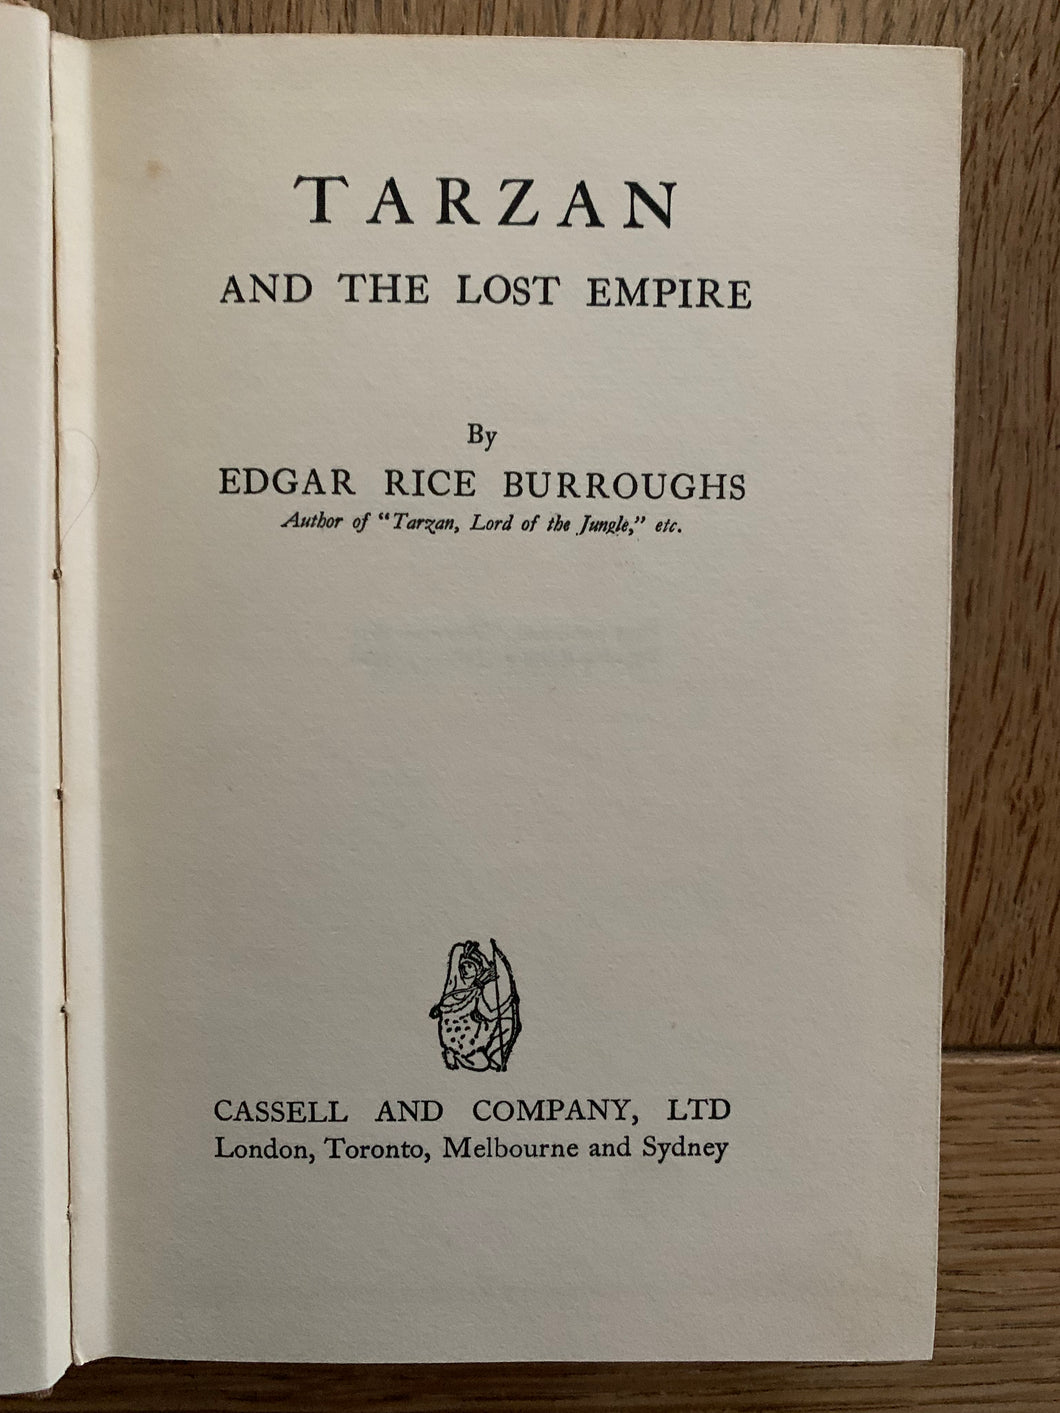 TARZAN
AND THE LOST EMPIRE
By
EDGAR RICE BURROUGHS
Author of “Tarzan, Lord of the Jungle,” etc.
CASSELL AND COMPANY, LTD
London, Toronto, Melbourne and Sydney